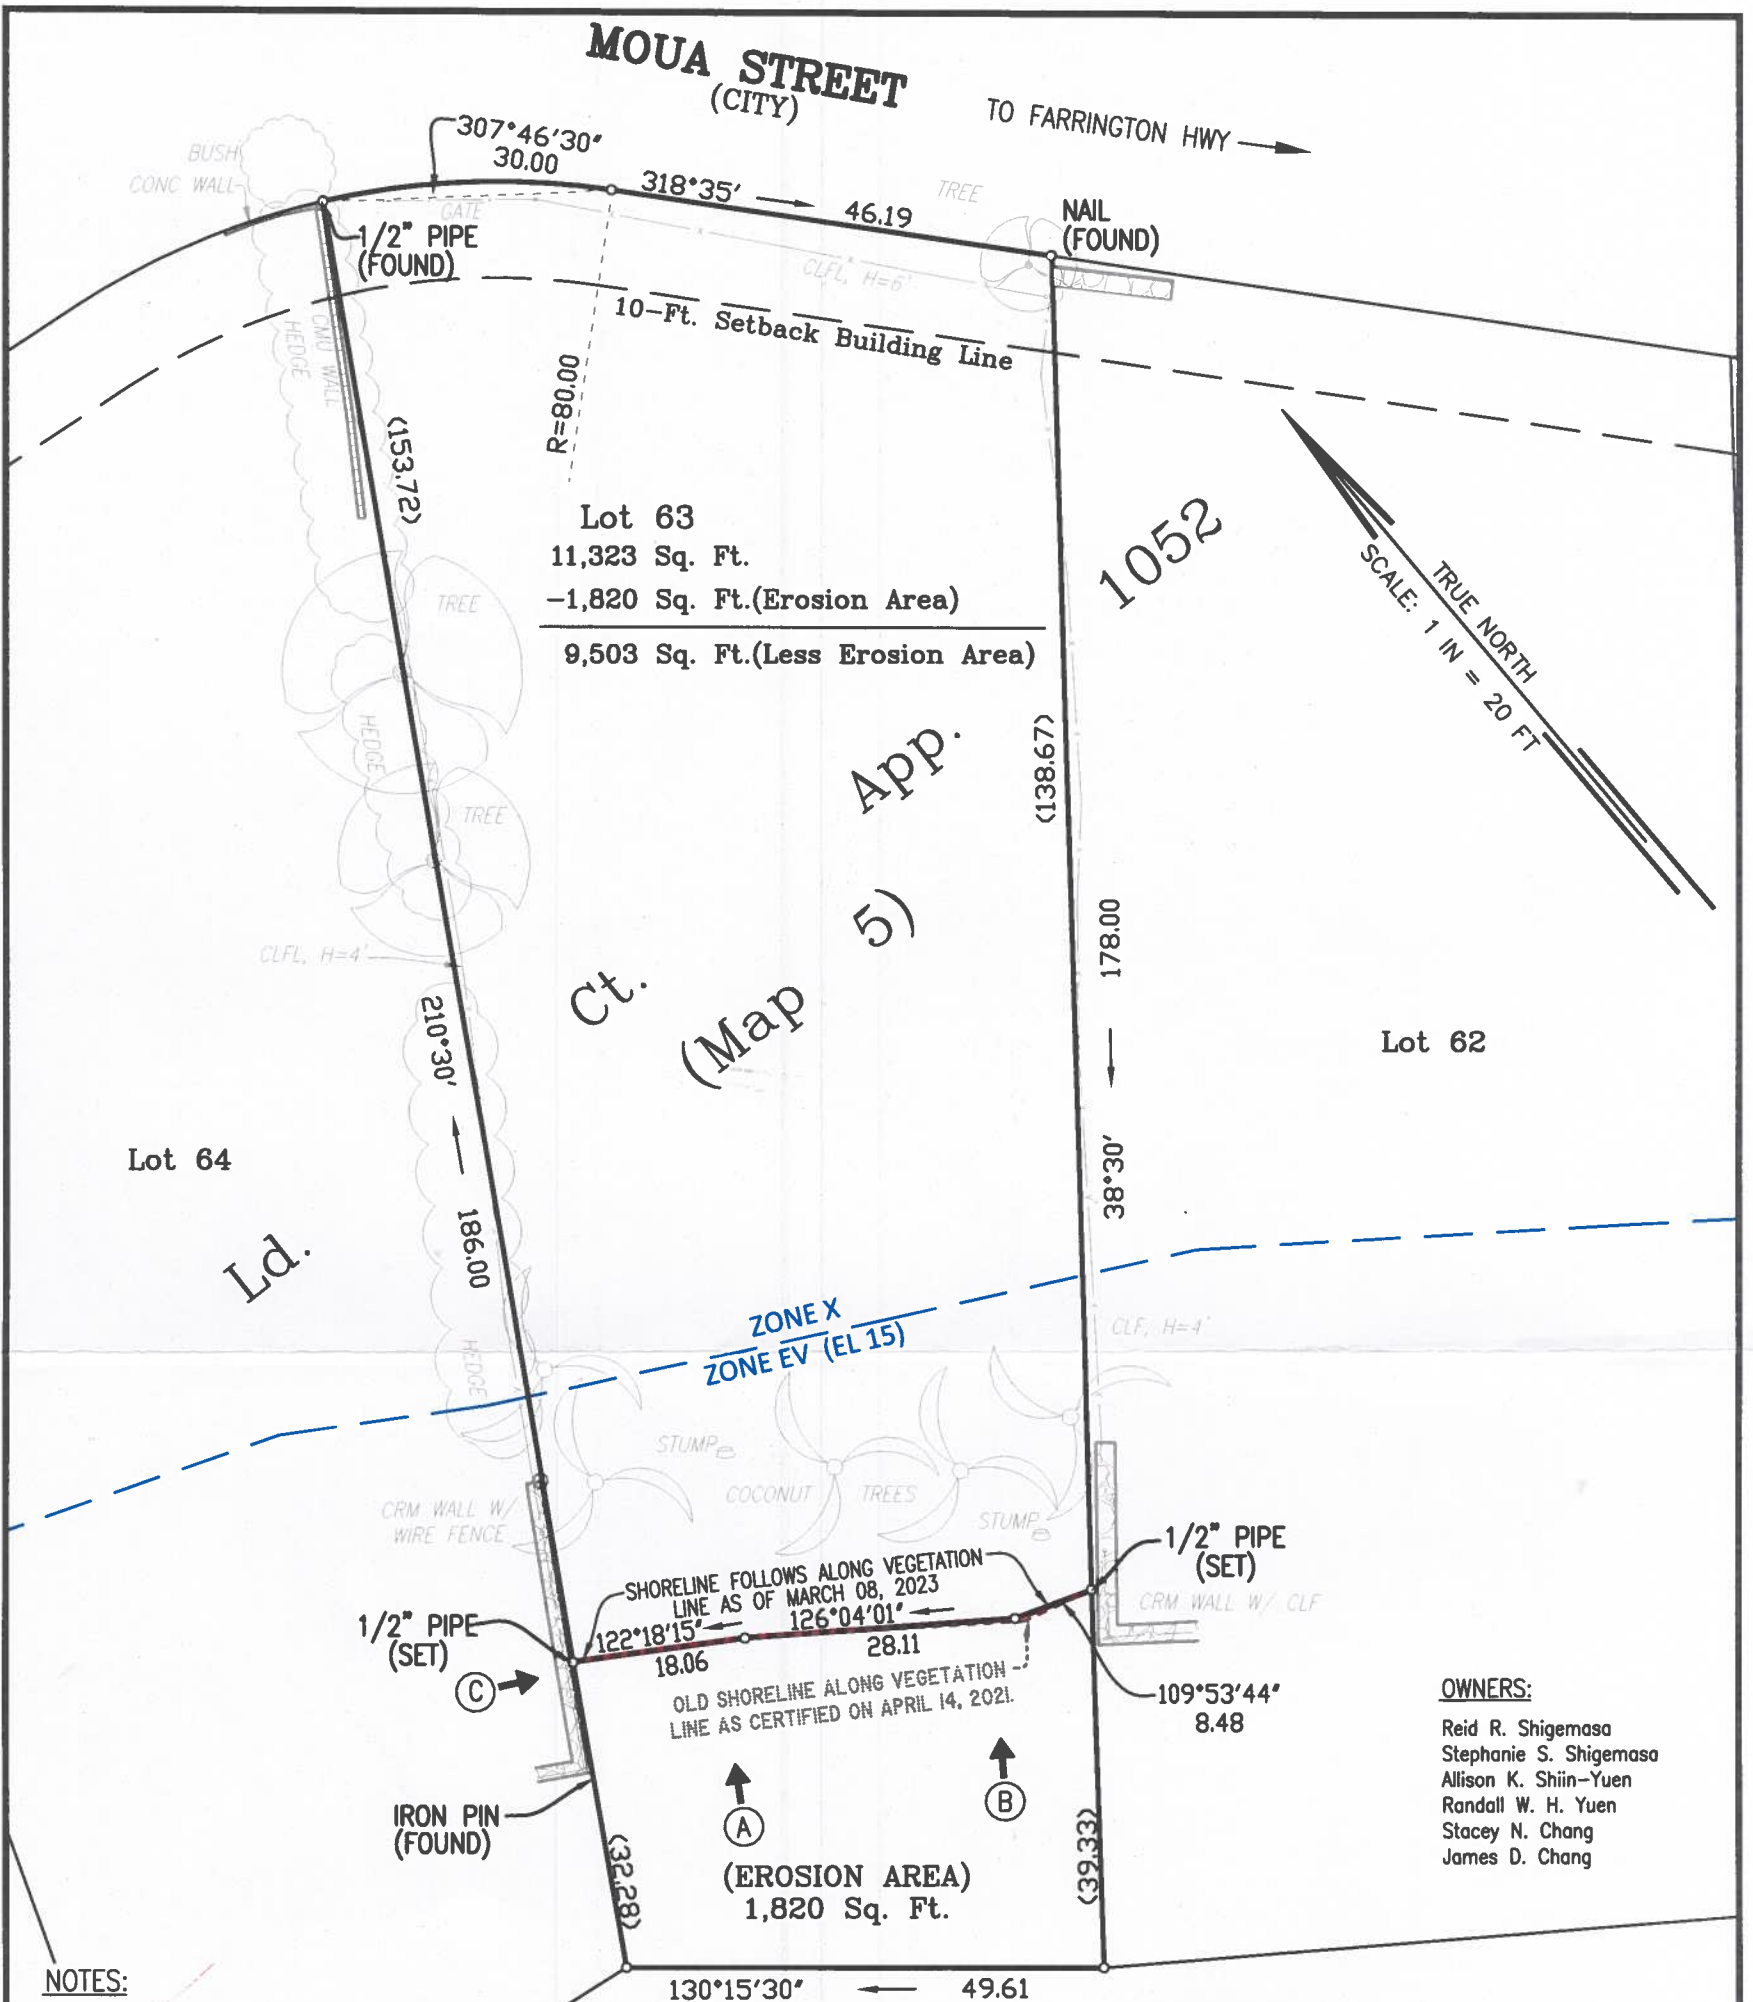 MOUA STREET
(CITY)
TO FARRINGTON HWY
307°46'30"
30.00
318°35'
46.19
BUSH
CONC WALL
GATE
TREE
NAIL
(FOUND)
1/2" PIPE
(FOUND)
CLFL, H=6'
10-Ft. Setback Building Line
CMU WALL
HEDGE
R=80.00
(153.72)
Lot 63
11,323 Sq. Ft.
-1,820 Sq. Ft.(Erosion Area)
9,503 Sq. Ft.(Less Erosion Area)
1052
TRUE NORTH
SCALE: 1 IN = 20 FT
TREE
HEDGE
TREE
App.
(138.67)
5)
178.00
CLFL, H=4'
Ct.
(Map
210°30'
Lot 62
38°30'
Lot 64
186.00
Ld.
ZONE X
ZONE EV (EL 15)
CLF, H=4'
HEDGE
STUMP
COCONUT TREES
STUMP
CRM WALL W/
WIRE FENCE
1/2" PIPE
(SET)
CRM WALL W/ CLF
SHORELINE FOLLOWS ALONG VEGETATION
LINE AS OF MARCH 08, 2023
1/2" PIPE
(SET)
122°18'15"
18.06
126°04'01"
28.11
C
OLD SHORELINE ALONG VEGETATION
LINE AS CERTIFIED ON APRIL 14, 2021.
109°53'44"
8.48
OWNERS:
Reid R. Shigemasa
Stephanie S. Shigemasa
Allison K. Shiin-Yuen
Randall W. H. Yuen
Stacey N. Chang
James D. Chang
A
B
IRON PIN
(FOUND)
(32.28)
(39.33)
(EROSION AREA)
1,820 Sq. Ft.
NOTES:
130°15'30"
49.61